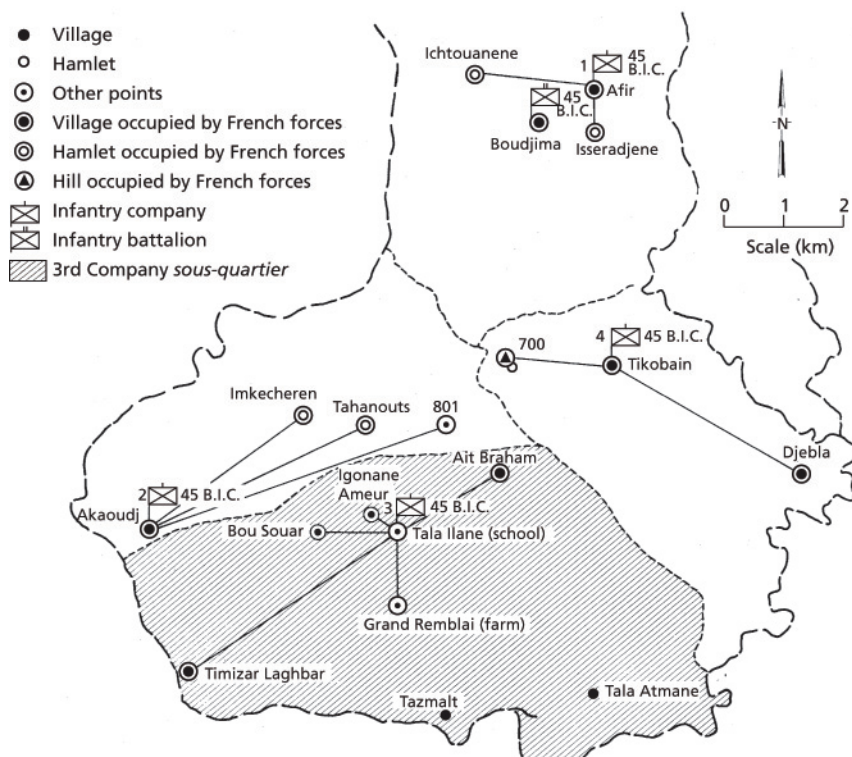 Village
Hamlet
Other points
Village occupied by French forces
Hamlet occupied by French forces
Hill occupied by French forces
Infantry company
Infantry battalion
3rd Company sous-quartier
Ichtouanene
1
45
B.I.C.
Afir
45
B.I.C.
Boudjima
Isseradjene
N
0 1 2
Scale (km)
700
4 45 B.I.C.
Tikobain
Djebla
Imkecheren
Tahanouts
801
2 45 B.I.C.
Akaoudj
Aït Braham
Igonane
Ameur
3 45 B.I.C.
Bou Souar
Tala Ilane (school)
Grand Remblai (farm)
Timizar Laghbar
Tazmalt
Tala Atmane